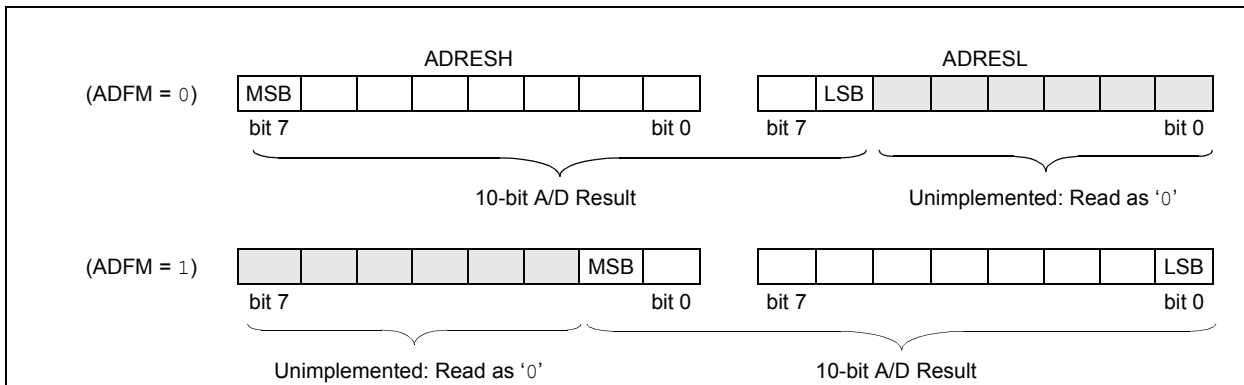 ADRESH ADRESL
(ADFM = 0) MSB LSB
bit 7 bit 0 bit 7 bit 0
10-bit A/D Result Unimplemented: Read as ‘0’
(ADFM = 1) MSB LSB
bit 7 bit 0 bit 7 bit 0
Unimplemented: Read as ‘0’ 10-bit A/D Result